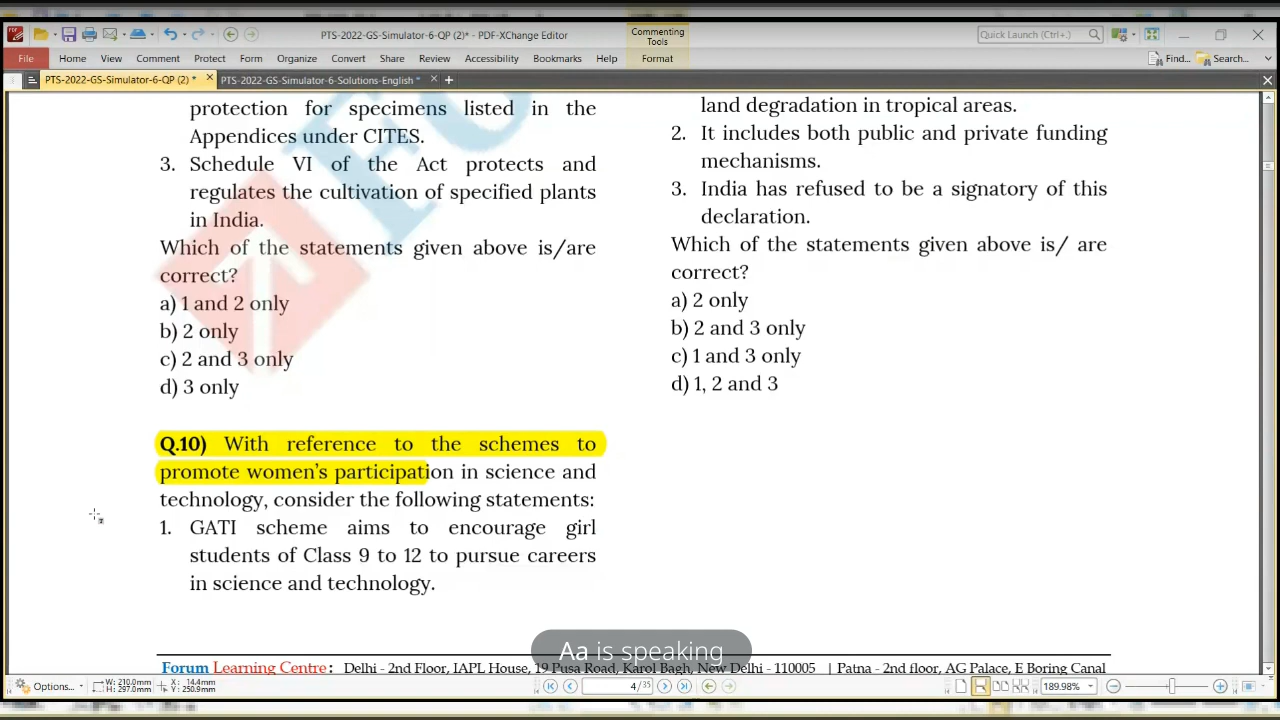 Commenting
Tools
PTS-2022-GS-Simulator-6-QP (2)* - PDF-XChange Editor
Quick Launch (Ctrl+.)
File Home View Comment Protect Form Organize Convert Share Review Accessibility Bookmarks Help Format
Find... Search...
PTS-2022-GS-Simulator-6-QP (2) * × PTS-2022-GS-Simulator-6-Solutions-English * ×
protection for specimens listed in the
Appendices under CITES.
3. Schedule VI of the Act protects and
regulates the cultivation of specified plants
in India.
Which of the statements given above is/are
correct?
a) 1 and 2 only
b) 2 only
c) 2 and 3 only
d) 3 only
Q.10) With reference to the schemes to
promote women's participation in science and
technology, consider the following statements:
1. GATI scheme aims to encourage girl
students of Class 9 to 12 to pursue careers
in science and technology.
land degradation in tropical areas.
2. It includes both public and private funding
mechanisms.
3. India has refused to be a signatory of this
declaration.
Which of the statements given above is/ are
correct?
a) 2 only
b) 2 and 3 only
c) 1 and 3 only
d) 1, 2 and 3
Aa is speaking
Forum Learning Centre: Delhi - 2nd Floor, IAPL House, 19 Pusa Road, Karol Bagh, New Delhi - 110005 | Patna - 2nd floor, AG Palace, E Boring Canal
Options... W: 210.0mm H: 297.0mm X: 14.4mm Y: 250.9mm 4/35 189.98%